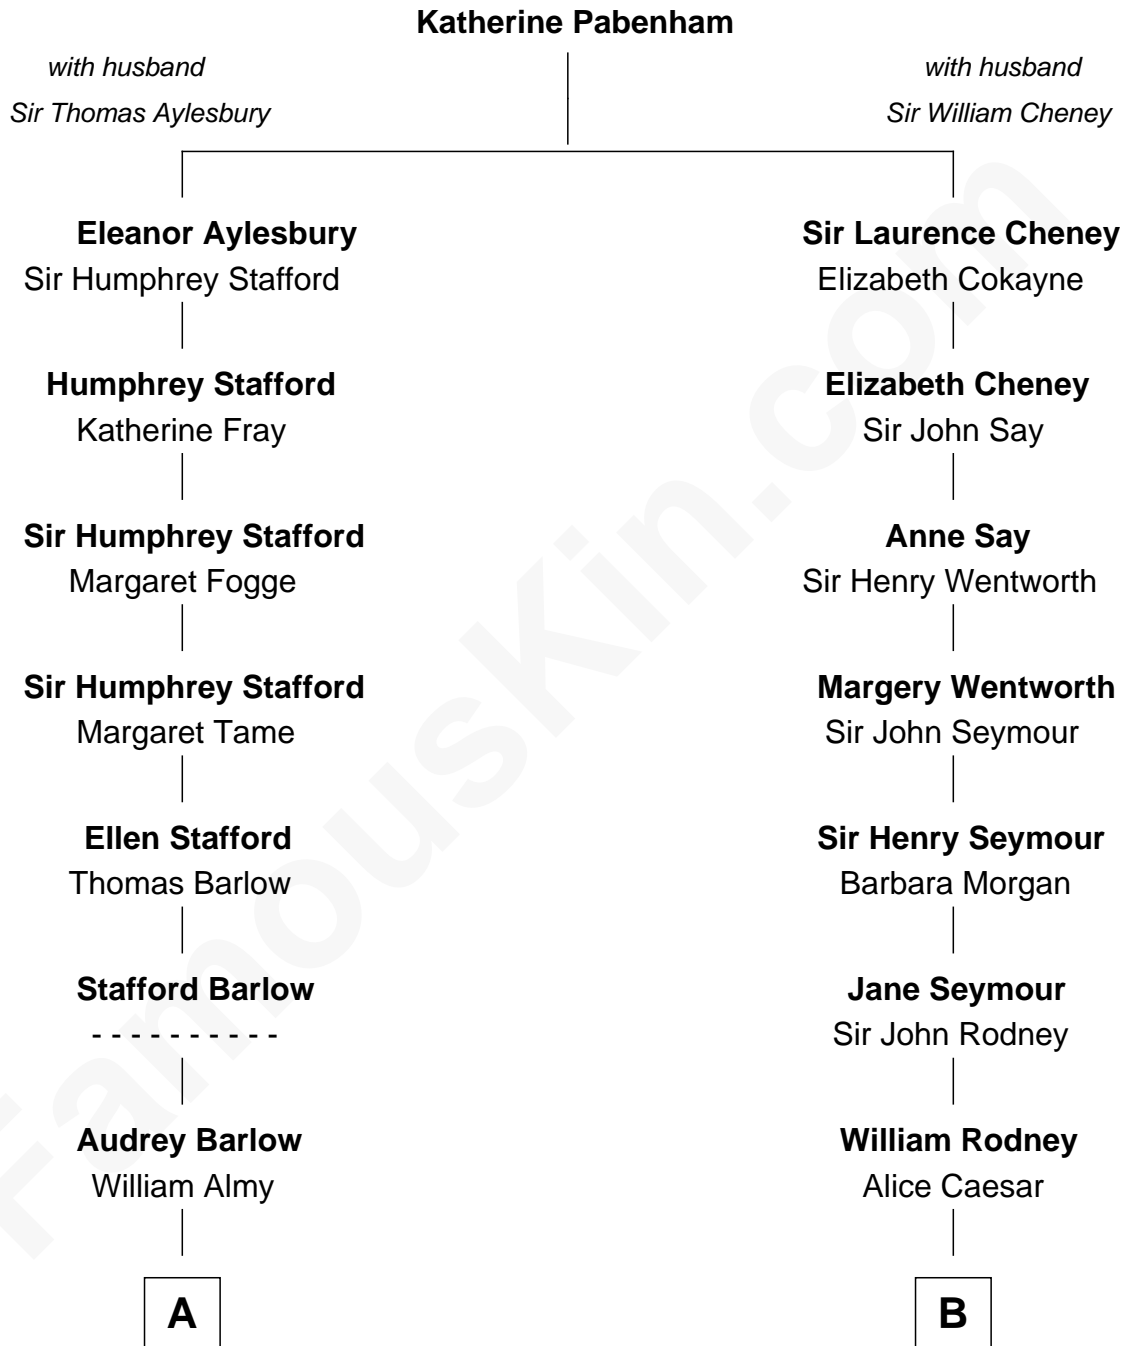 Katherine Pabenham
with husband
Sir Thomas Aylesbury
with husband
Sir William Cheney
Eleanor Aylesbury
Sir Humphrey Stafford
Sir Laurence Cheney
Elizabeth Cokayne
Humphrey Stafford
Katherine Fray
Elizabeth Cheney
Sir John Say
Sir Humphrey Stafford
Margaret Fogge
Anne Say
Sir Henry Wentworth
Sir Humphrey Stafford
Margaret Tame
Margery Wentworth
Sir John Seymour
Ellen Stafford
Thomas Barlow
Sir Henry Seymour
Barbara Morgan
Stafford Barlow
- - - - - - - - - -
Jane Seymour
Sir John Rodney
Audrey Barlow
William Almy
William Rodney
Alice Caesar
A
B
FamousKin.com